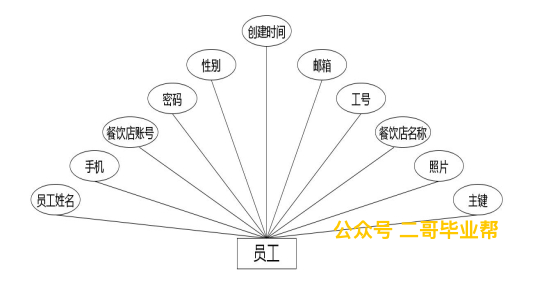 创建时间
性别
邮箱
密码
工号
餐饮店账号
餐饮店名称
手机
照片
员工姓名
主键
公众号 二哥毕业帮
员工